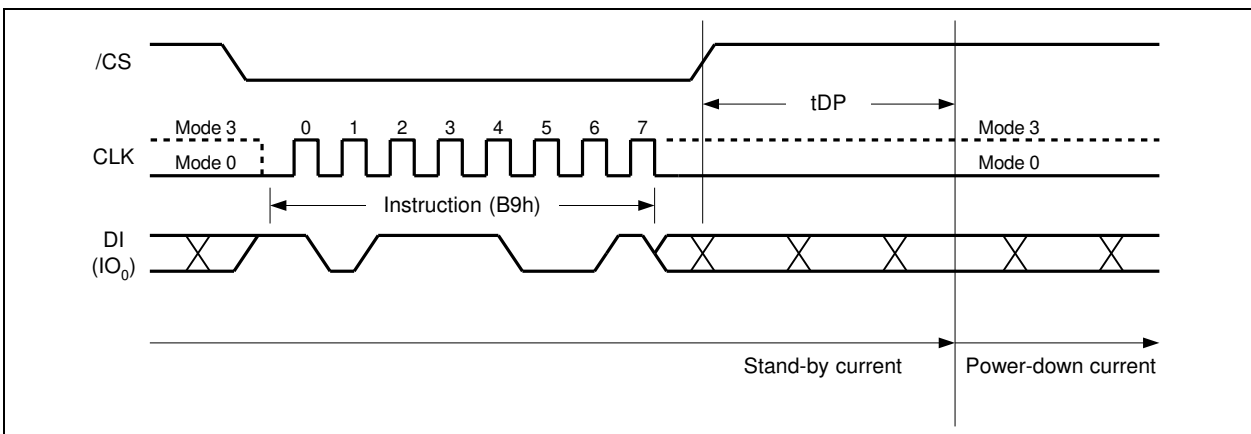 /CS
tDP
Mode 3 0 1 2 3 4 5 6 7 Mode 3
CLK
Mode 0 Mode 0
Instruction (B9h)
DI
(IO₀)
Stand-by current Power-down current